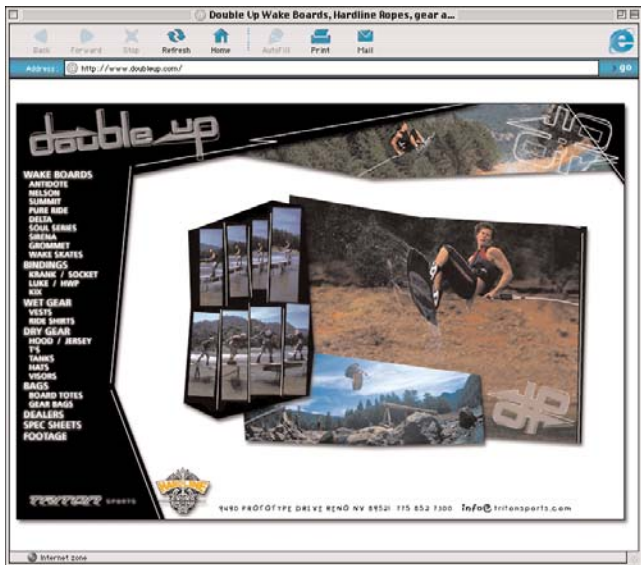 Double Up Wake Boards, Hardline Ropes, gear a...
Back Forward Stop Refresh Home AutoFill Print Mail
Address: http://www.doubleup.com/ go
double up
WAKE BOARDS
ANTIDOTE
NELSON
SUMMIT
PURE RIDE
DELTA
SOUL SERIES
SIRENA
GROMMET
WAKE SKATES
BINDINGS
KRANK / SOCKET
LUKE / HWP
KIX
WET GEAR
VESTS
RIDE SHIRTS
DRY GEAR
HOOD / JERSEY
T'S
TANKS
HATS
VISORS
BAGS
BOARD TOTES
GEAR BAGS
DEALERS
SPEC SHEETS
FOOTAGE
TRITON SPORTS
HARDLINE
9490 PROTOTYPE DRIVE RENO NV 89521 775 852 7300 info@tritonsports.com
Internet zone